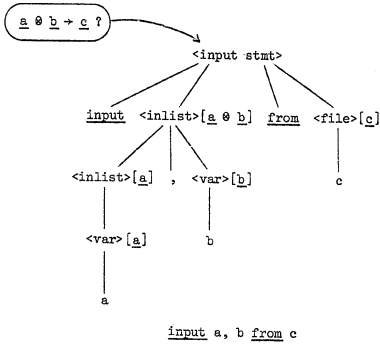 a ⊗ b → c ?
<input stmt>
input <inlist>[a ⊗ b] from <file>[c]
<inlist>[a] , <var>[b] c
<var>[a] b
a
input a, b from c